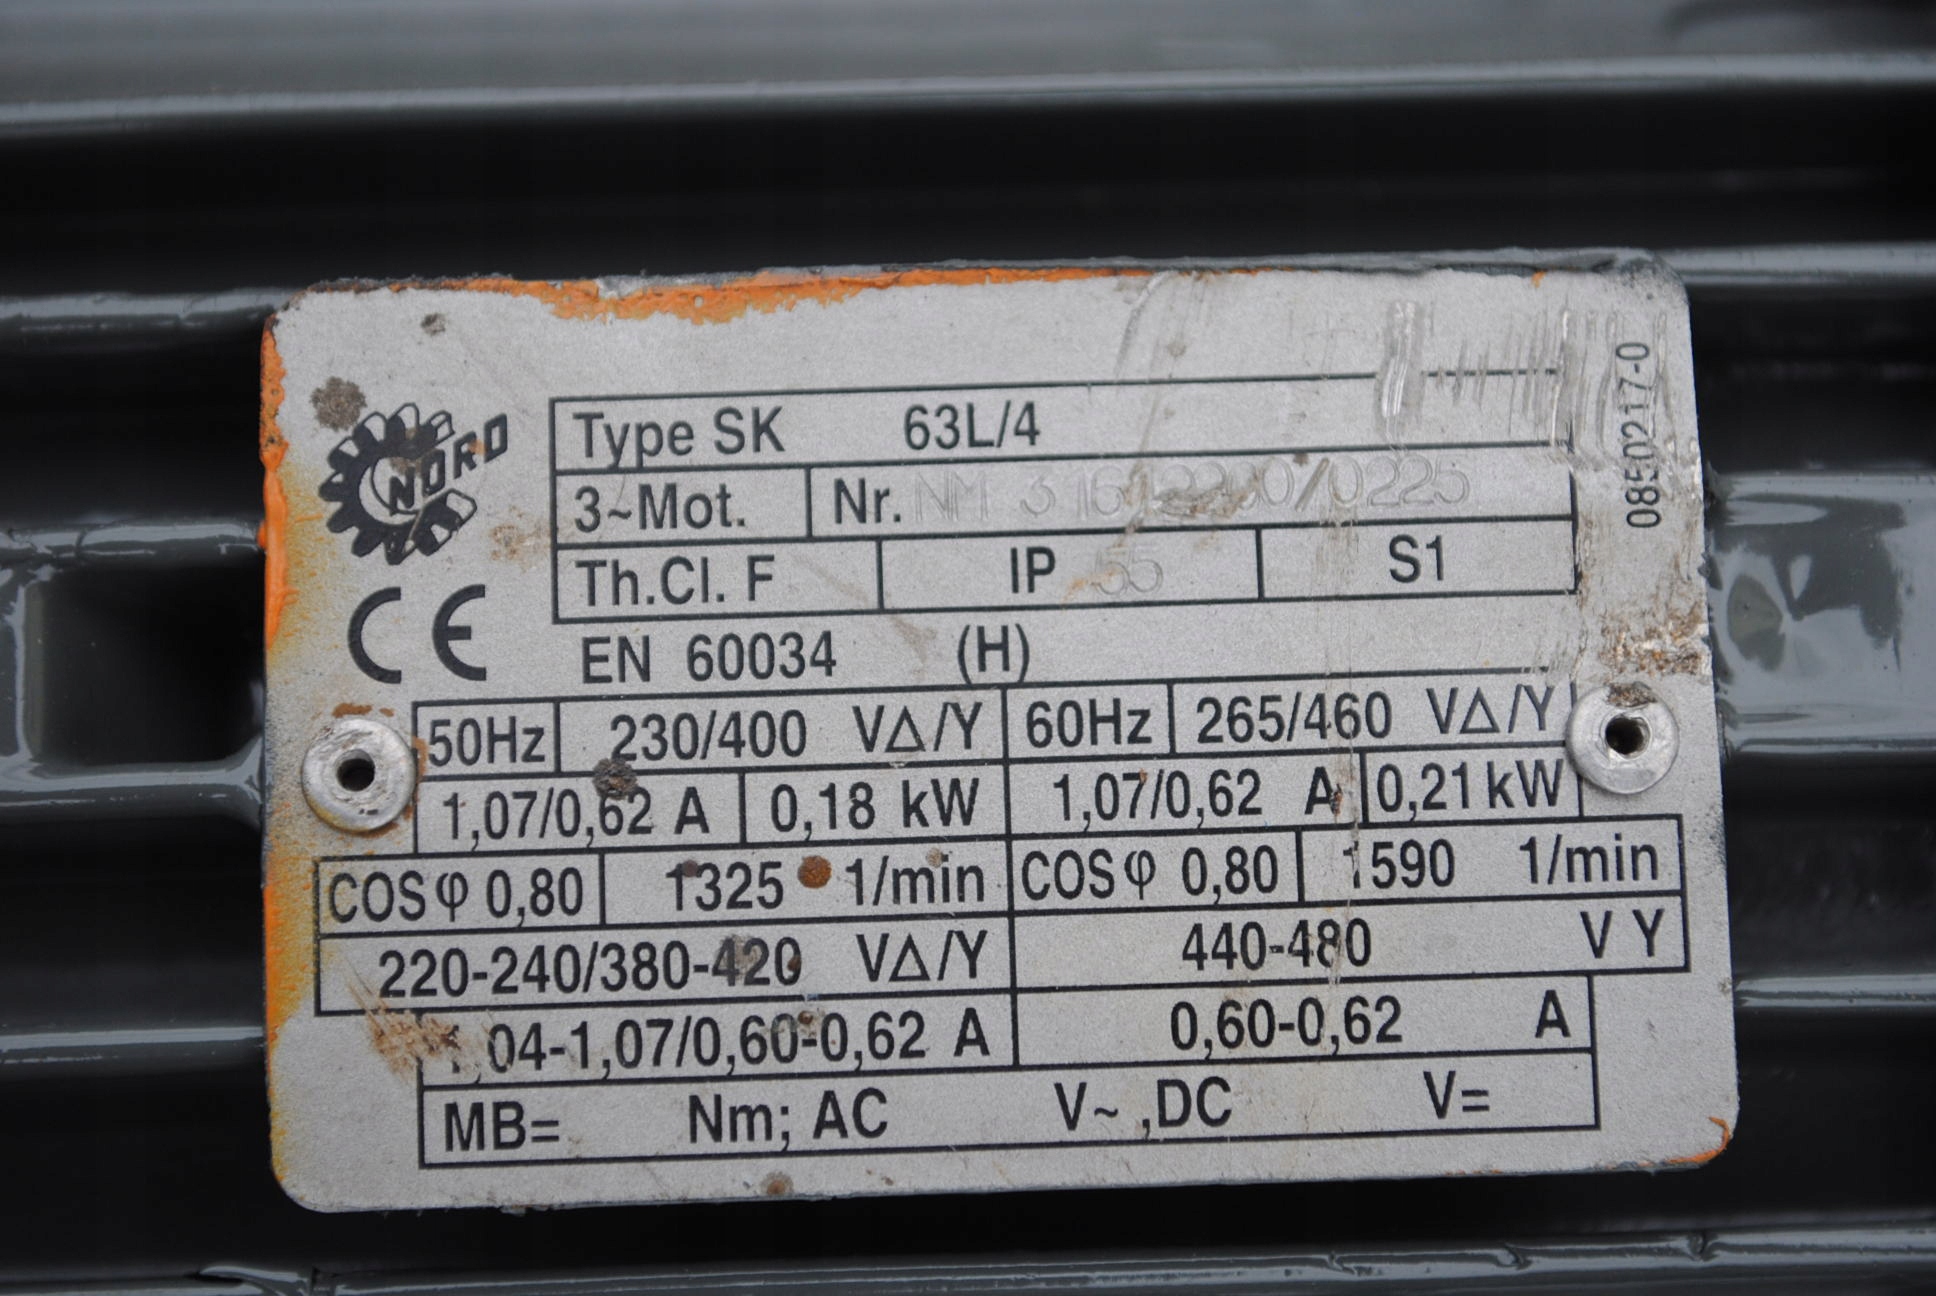 NORD
CE
Type SK 63L/4
3~Mot. Nr.
Th.Cl. F IP 55 S1
EN 60034 (H)
50Hz 230/400 VΔ/Y 60Hz 265/460 VΔ/Y
1,07/0,62 A 0,18 kW 1,07/0,62 A 0,21 kW
COS φ 0,80 1325 1/min COS φ 0,80 1590 1/min
220-240/380-420 VΔ/Y 440-480 V Y
1,04-1,07/0,60-0,62 A 0,60-0,62 A
MB= Nm; AC V~ ,DC V=
0850217-0